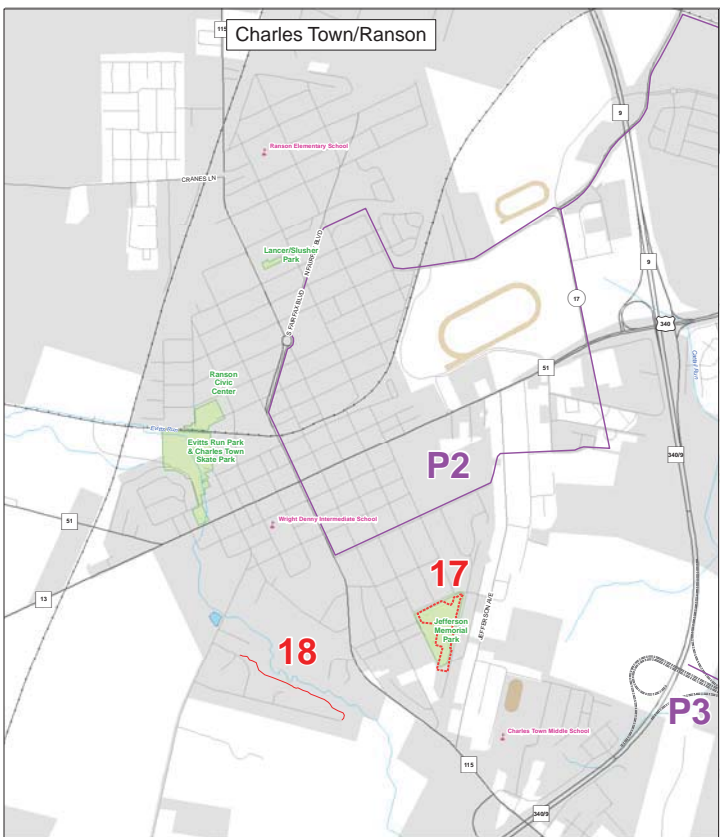 115
Charles Town/Ranson
9
Ranson Elementary School
CRANES LN
Lancer/Slusher
Park
N FAIRFAX BLVD
S FAIRFAX BLVD
9
17
340
51
Ranson
Civic
Center
Evitts Run
Evitts Run Park
& Charles Town
Skate Park
P2
340/9
51
Wright Denny Intermediate School
17
13
JEFFERSON AVE
Jefferson
Memorial
Park
18
P3
Charles Town Middle School
115
340/9